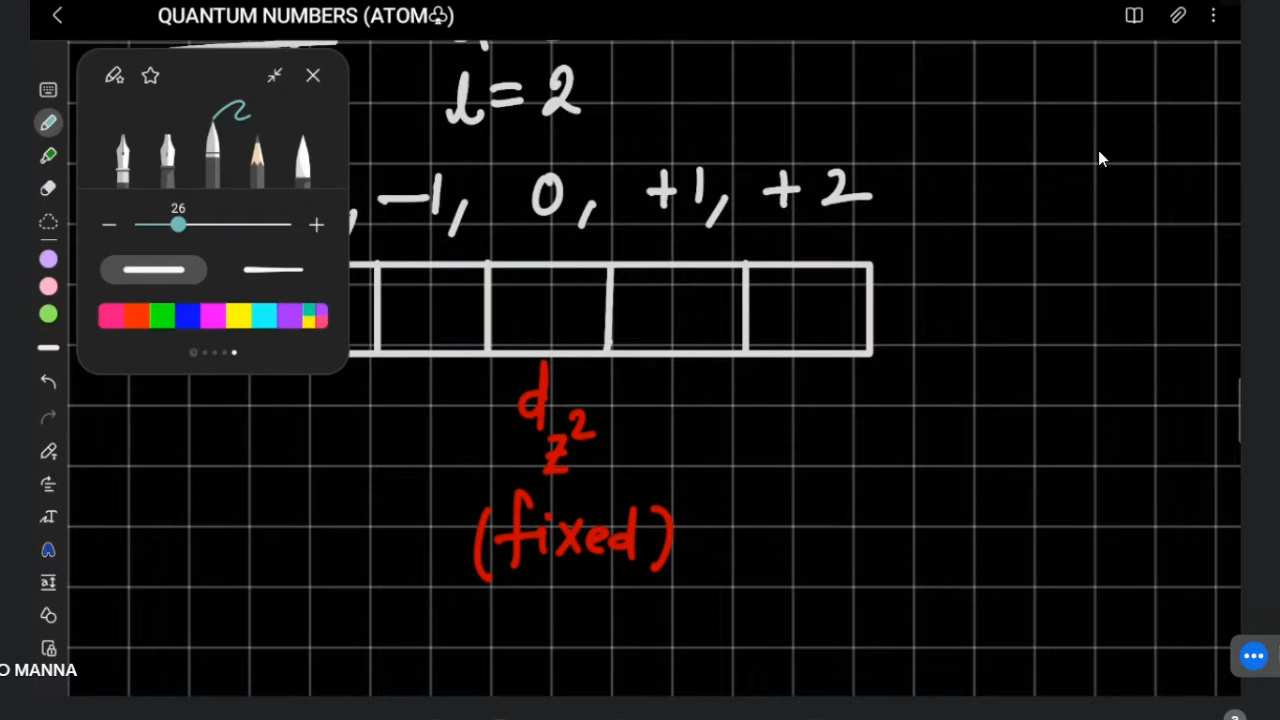 QUANTUM NUMBERS (ATOM♧)
l = 2
, -1, 0, +1, +2
26
d z²
(fixed)
O MANNA